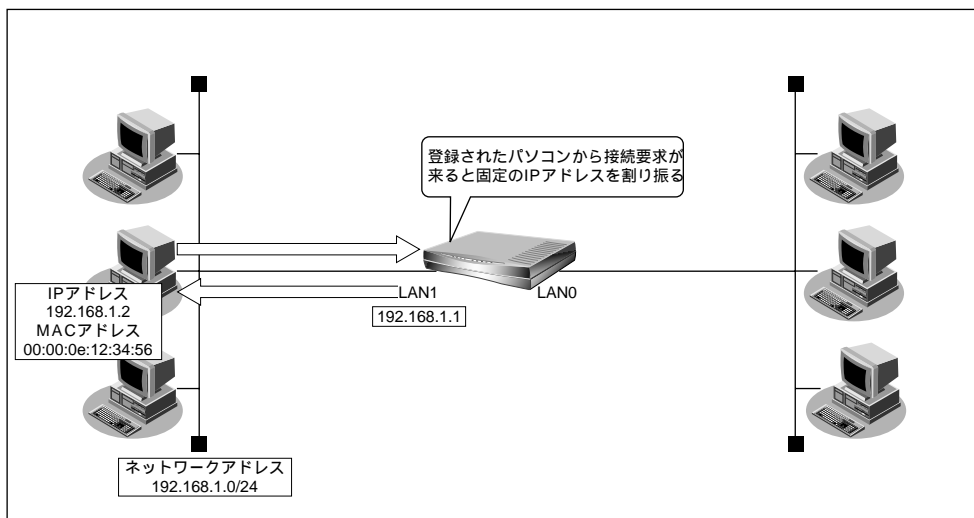 登録されたパソコンから接続要求が
来ると固定のIPアドレスを割り振る
LAN1
LAN0
192.168.1.1
IPアドレス
192.168.1.2
MACアドレス
00:00:0e:12:34:56
ネットワークアドレス
192.168.1.0/24